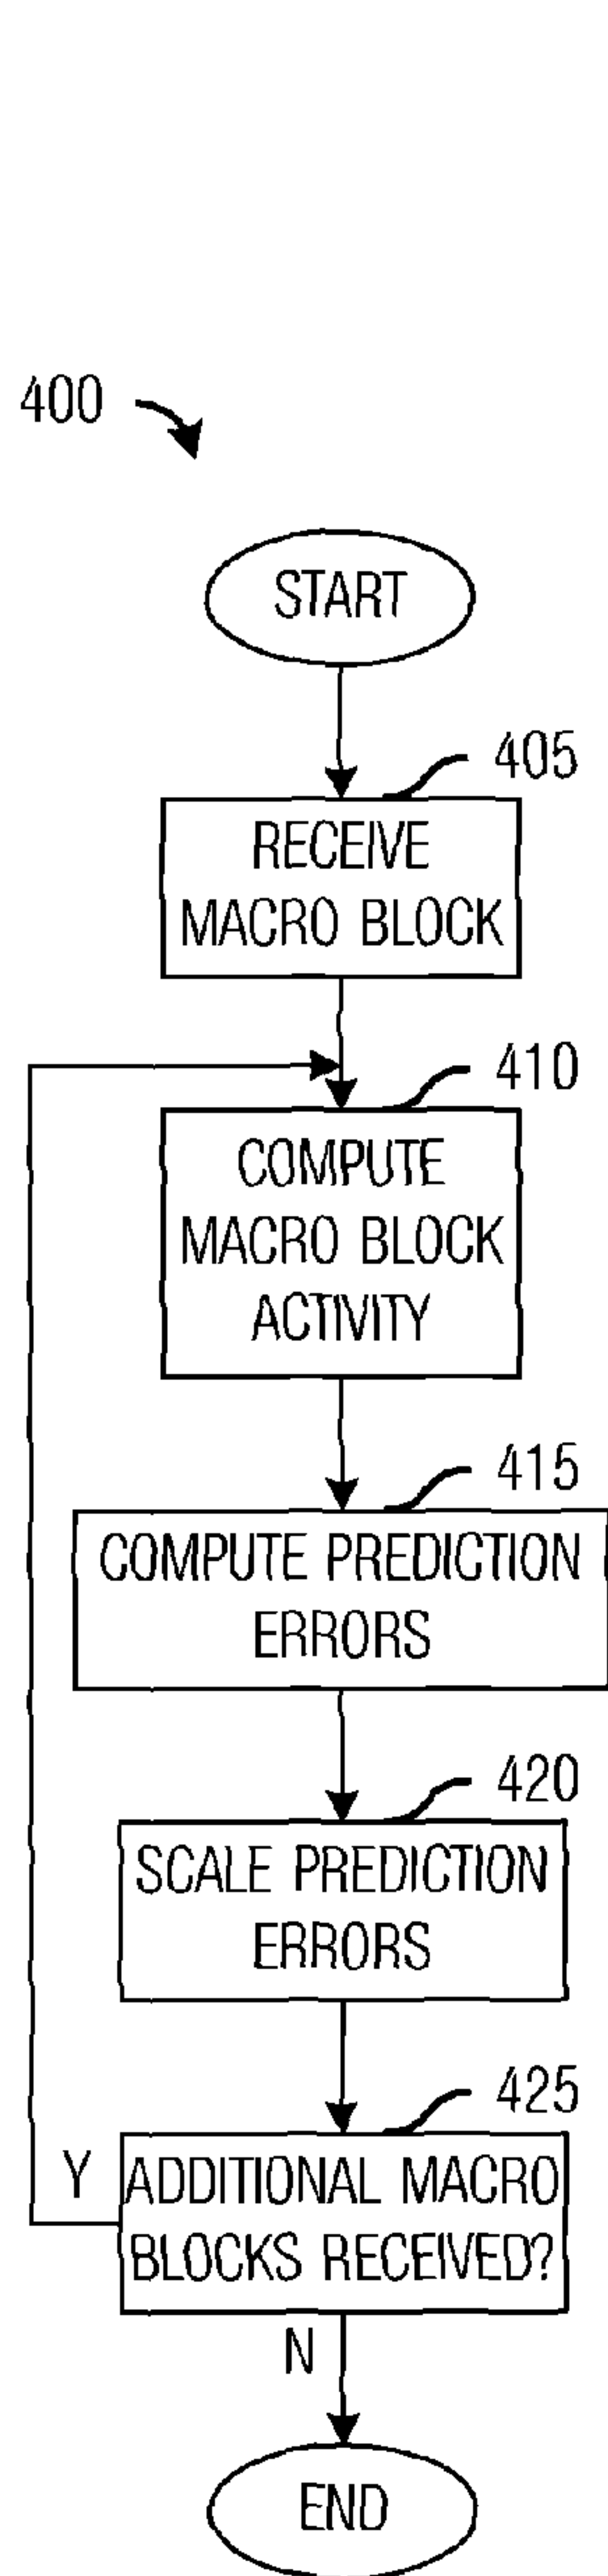 400
START
405
RECEIVE
MACRO BLOCK
410
COMPUTE
MACRO BLOCK
ACTIVITY
415
COMPUTE PREDICTION
ERRORS
420
SCALE PREDICTION
ERRORS
425
Y
ADDITIONAL MACRO
BLOCKS RECEIVED?
N
END